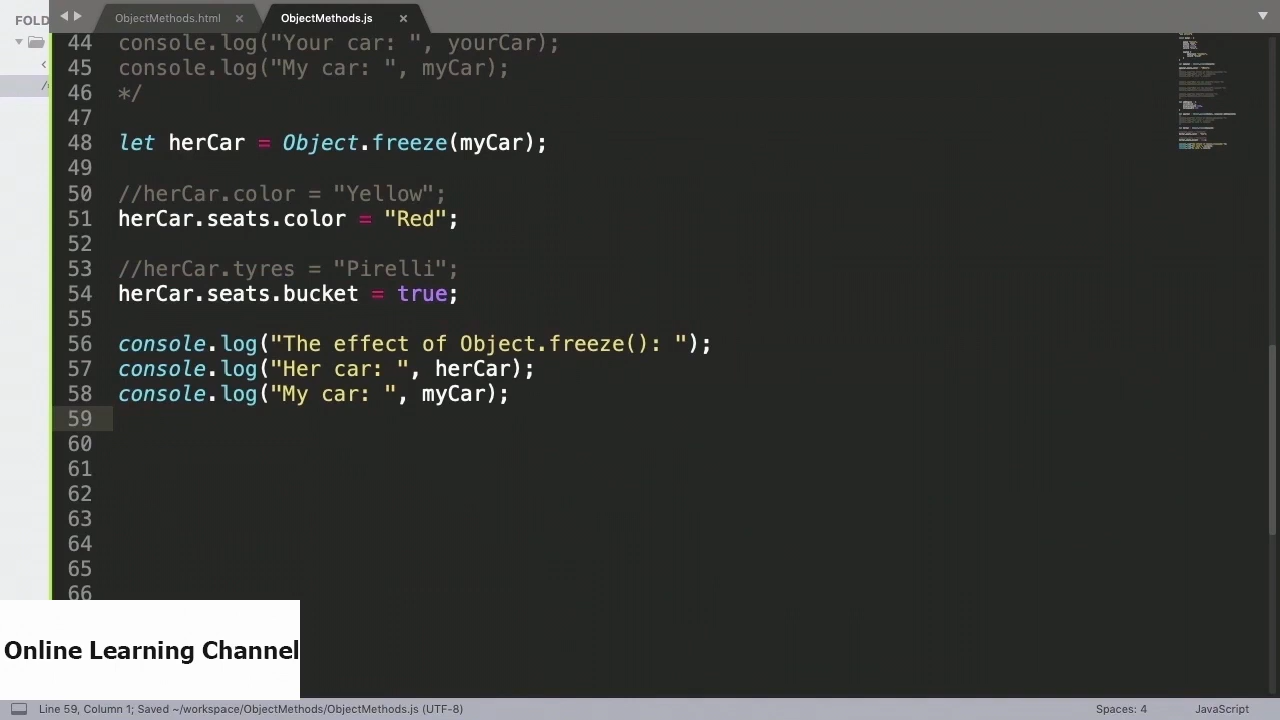 FOLD
ObjectMethods.html ×
ObjectMethods.js ×
44 console.log("Your car: ", yourCar);
45 console.log("My car: ", myCar);
46 */
47
48 let herCar = Object.freeze(myCar);
49
50 //herCar.color = "Yellow";
51 herCar.seats.color = "Red";
52
53 //herCar.tyres = "Pirelli";
54 herCar.seats.bucket = true;
55
56 console.log("The effect of Object.freeze(): ");
57 console.log("Her car: ", herCar);
58 console.log("My car: ", myCar);
59
60
61
62
63
64
65
66
Online Learning Channel
Line 59, Column 1; Saved ~/workspace/ObjectMethods/ObjectMethods.js (UTF-8)
Spaces: 4
JavaScript